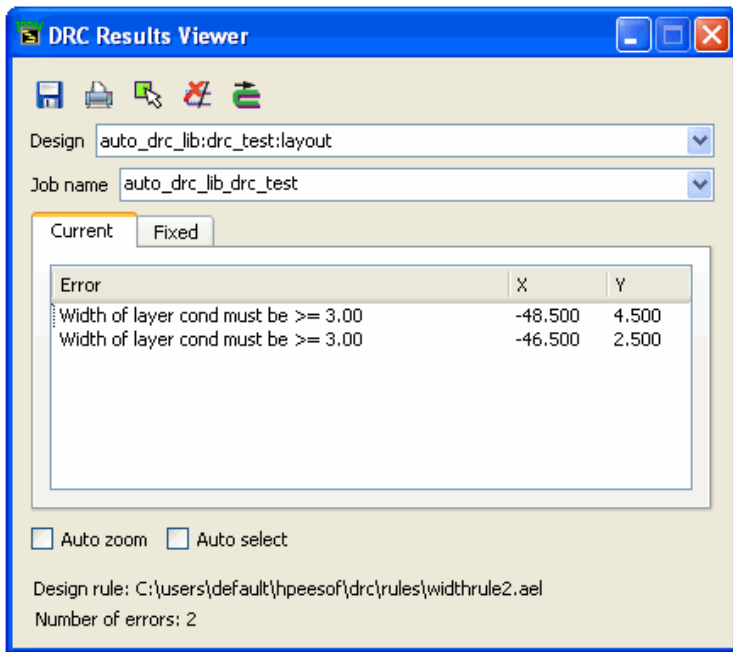 DRC Results Viewer
Design auto_drc_lib:drc_test:layout
Job name auto_drc_lib_drc_test
Current Fixed
Error X Y
Width of layer cond must be >= 3.00 -48.500 4.500
Width of layer cond must be >= 3.00 -46.500 2.500
Auto zoom Auto select
Design rule: C:\users\default\hpeesof\drc\rules\widthrule2.ael
Number of errors: 2